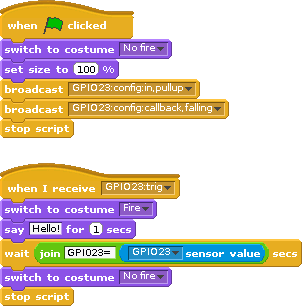 when clicked
switch to costume No fire
set size to 100 %
broadcast GPIO23:config:in,pullup
broadcast GPIO23:config:callback,falling
stop script
when I receive GPIO23:trig
switch to costume Fire
say Hello! for 1 secs
wait join GPIO23= GPIO23 sensor value secs
switch to costume No fire
stop script